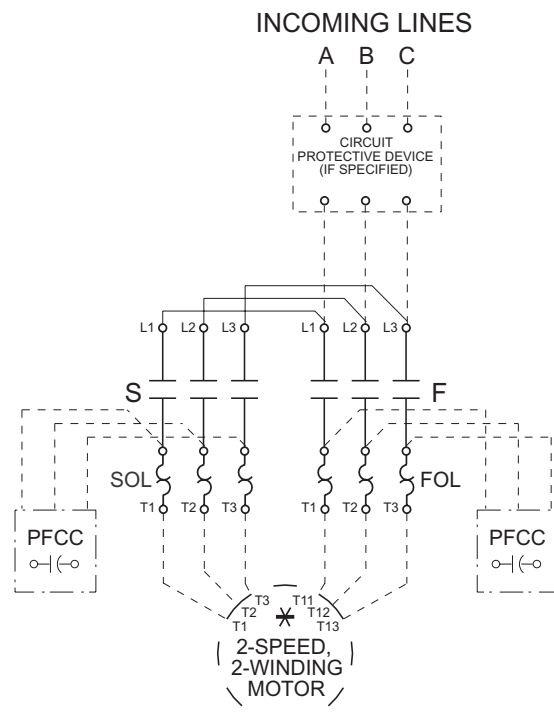 INCOMING LINES
A B C
CIRCUIT
PROTECTIVE DEVICE
(IF SPECIFIED)
L1 L2 L3 L1 L2 L3
S F
SOL FOL
T1 T2 T3 T1 T2 T3
PFCC PFCC
T3 T11
T2 T12
T1 T13
2-SPEED,
2-WINDING
MOTOR